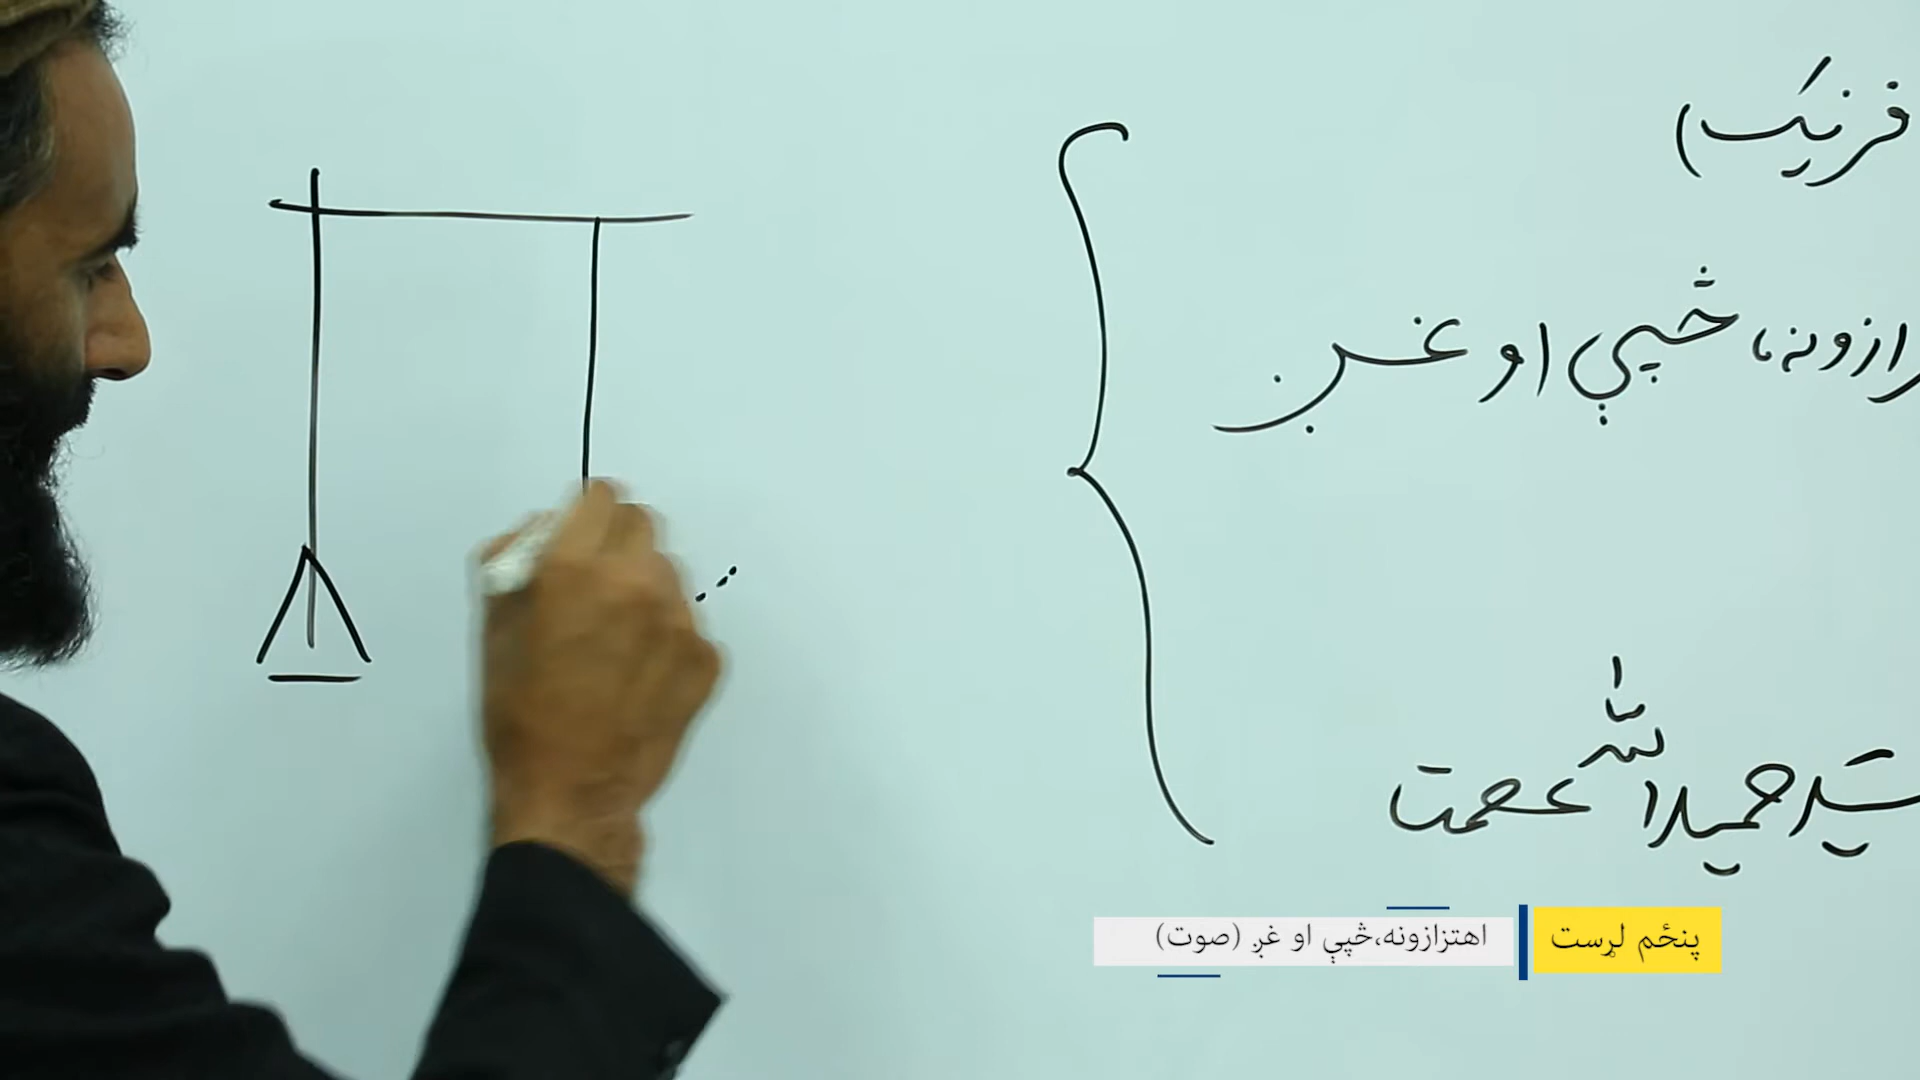 فزیک)
ازونه، څپې او غږ
سید حمیدالله عصمت
پنځم لړست
اهتزازونه،څپې او غږ (صوت)